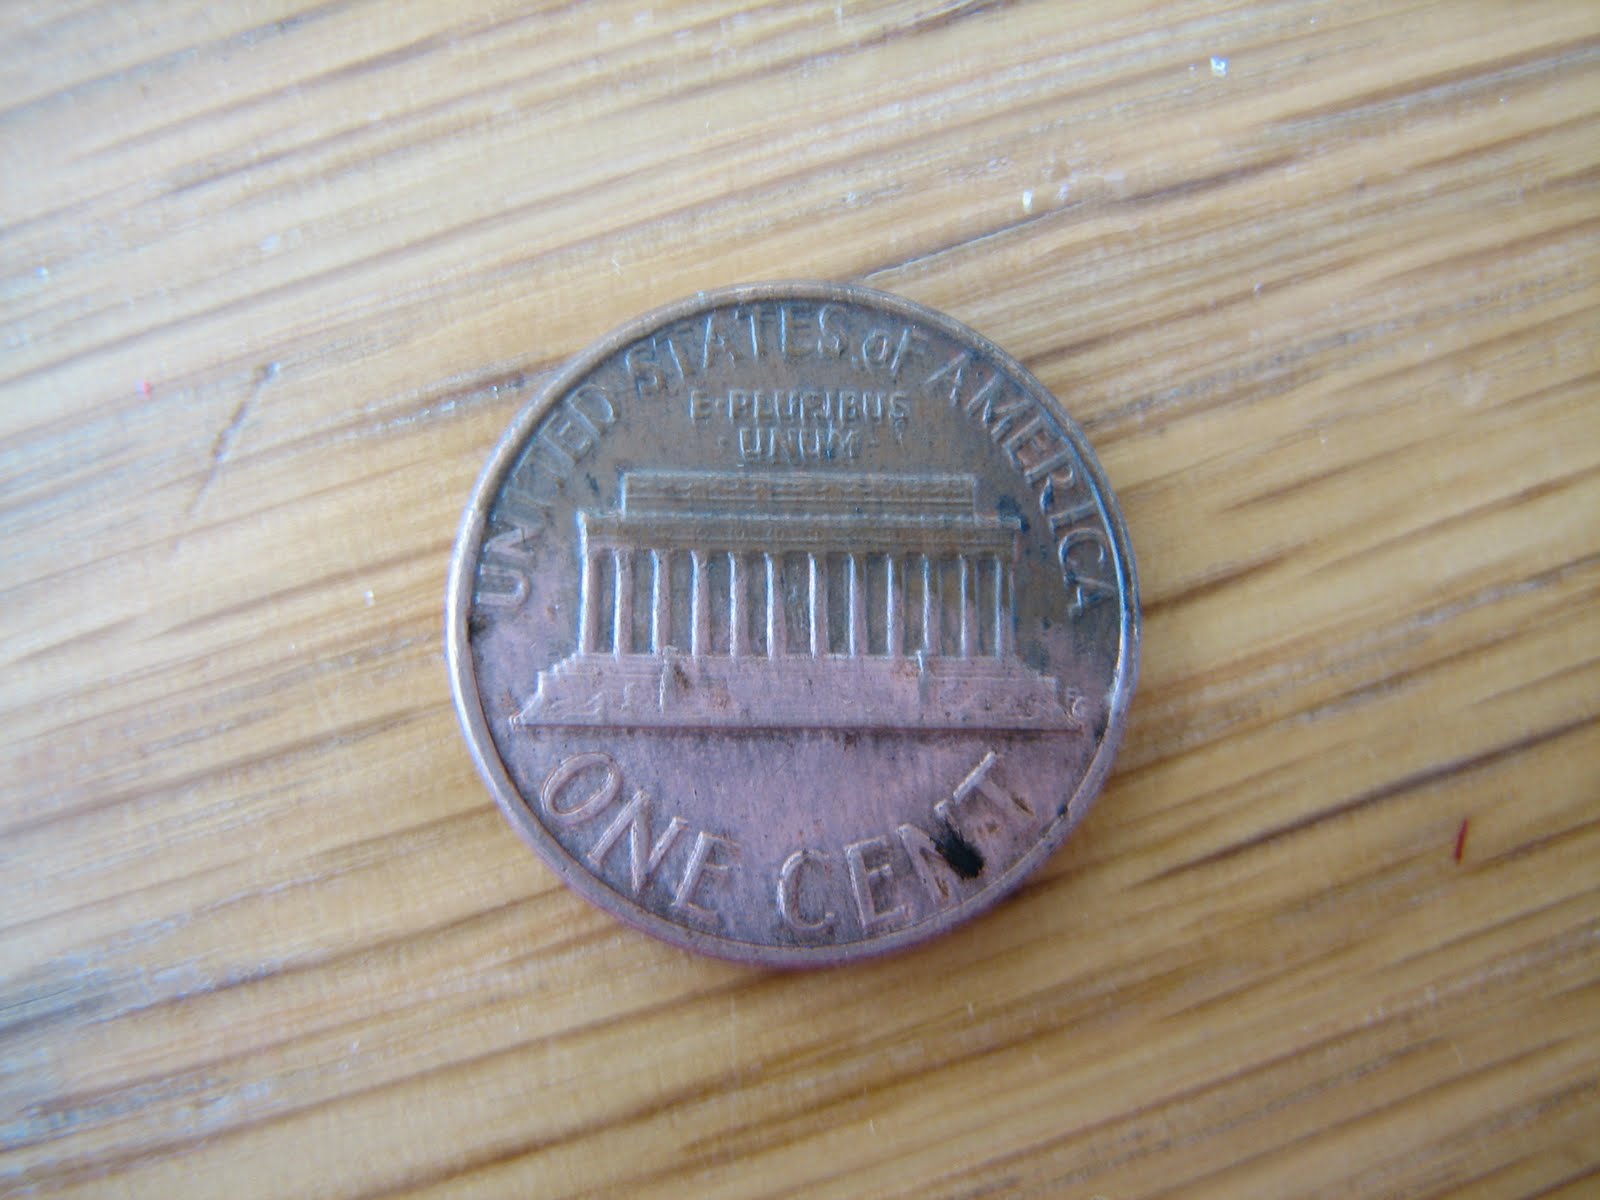 UNITED STATES of AMERICA
E·PLURIBUS
·UNUM·
ONE CENT